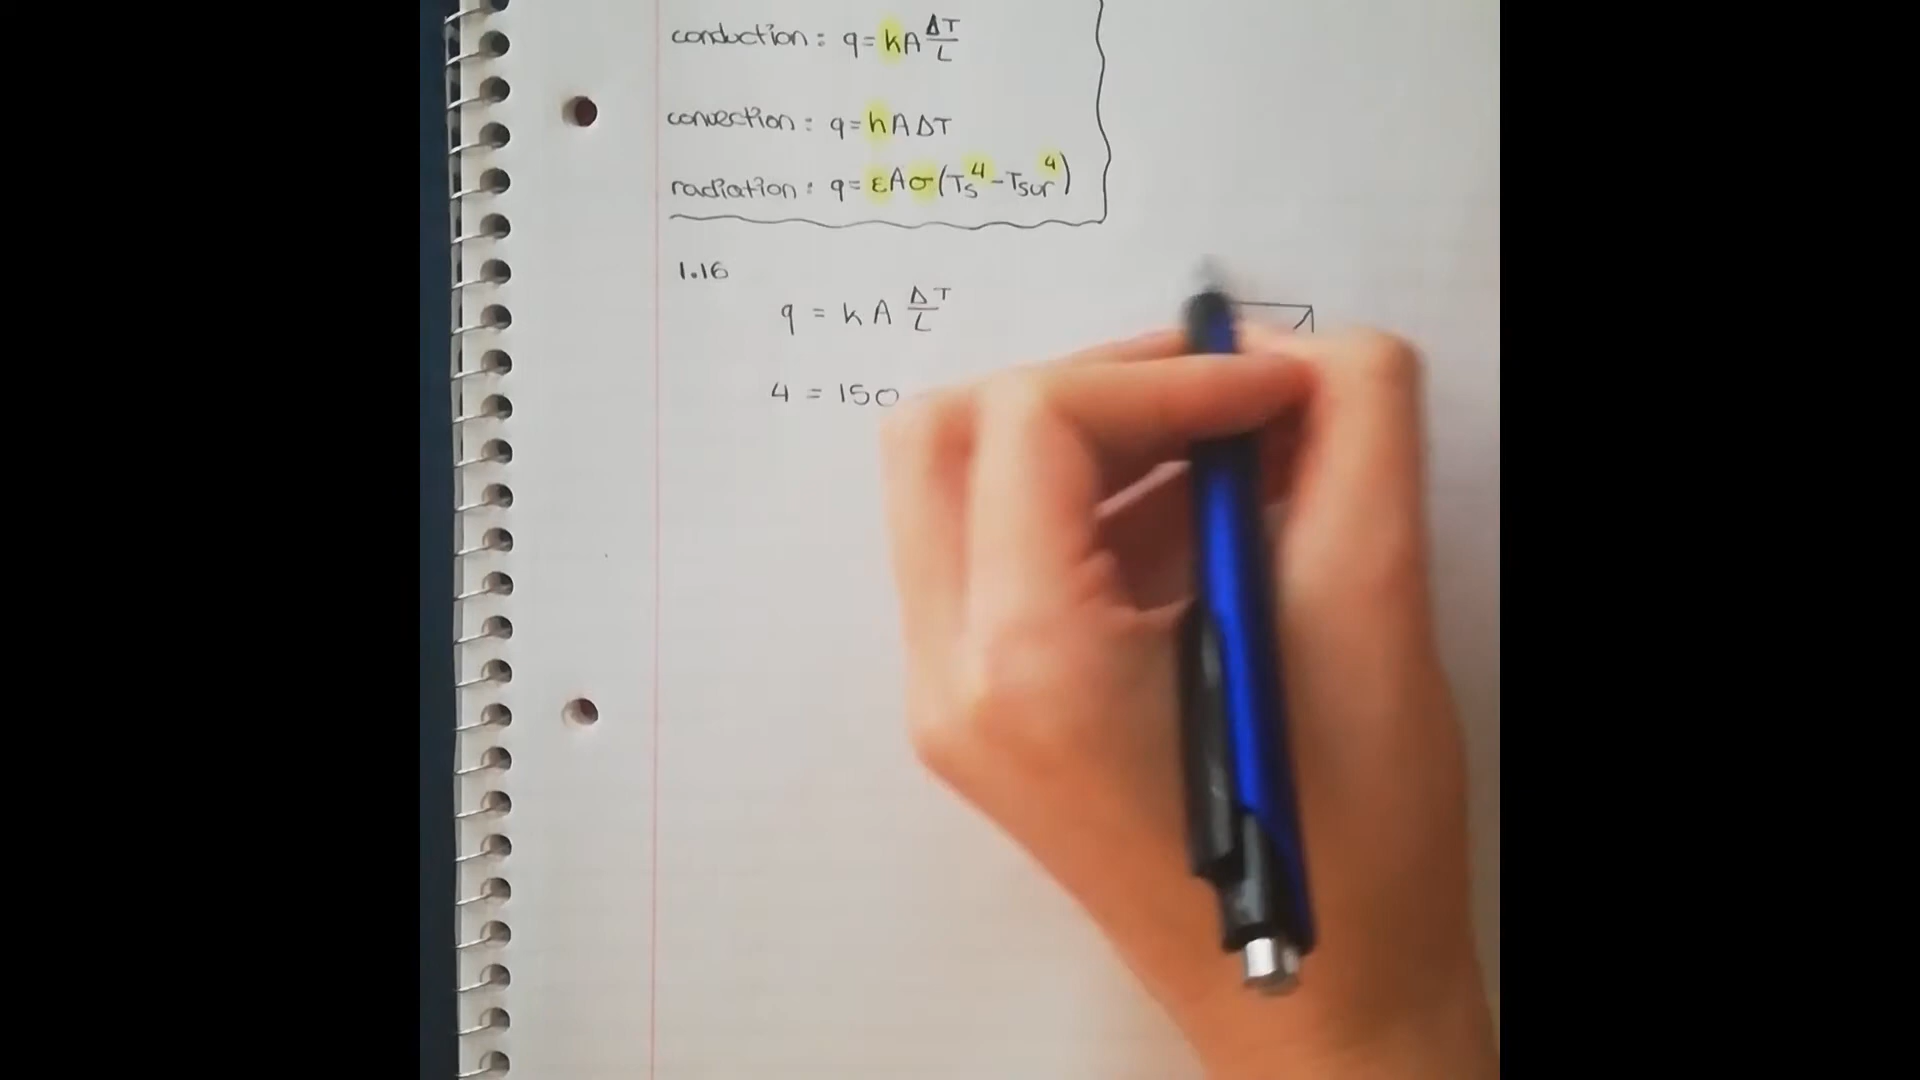 conduction: q=kA ΔT/L
convection: q=hAΔT
radiation: q=εAσ(Ts⁴-Tsur⁴)
1.16
q = kA ΔT/L
4 = 150